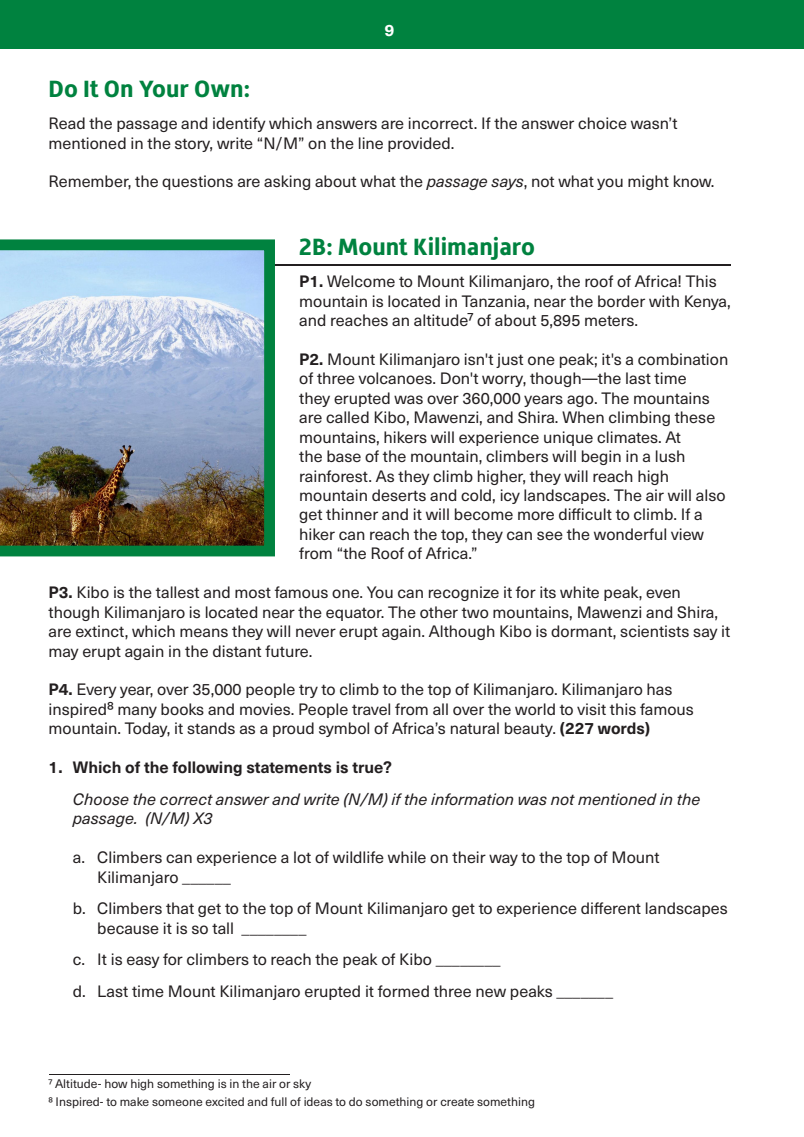 9
Do It On Your Own:
Read the passage and identify which answers are incorrect. If the answer choice wasn't
mentioned in the story, write “N/M” on the line provided.
Remember, the questions are asking about what the passage says, not what you might know.
2B: Mount Kilimanjaro
P1. Welcome to Mount Kilimanjaro, the roof of Africa! This
mountain is located in Tanzania, near the border with Kenya,
and reaches an altitude⁷ of about 5,895 meters.
P2. Mount Kilimanjaro isn't just one peak; it's a combination
of three volcanoes. Don't worry, though—the last time
they erupted was over 360,000 years ago. The mountains
are called Kibo, Mawenzi, and Shira. When climbing these
mountains, hikers will experience unique climates. At
the base of the mountain, climbers will begin in a lush
rainforest. As they climb higher, they will reach high
mountain deserts and cold, icy landscapes. The air will also
get thinner and it will become more difficult to climb. If a
hiker can reach the top, they can see the wonderful view
from “the Roof of Africa.”
P3. Kibo is the tallest and most famous one. You can recognize it for its white peak, even
though Kilimanjaro is located near the equator. The other two mountains, Mawenzi and Shira,
are extinct, which means they will never erupt again. Although Kibo is dormant, scientists say it
may erupt again in the distant future.
P4. Every year, over 35,000 people try to climb to the top of Kilimanjaro. Kilimanjaro has
inspired⁸ many books and movies. People travel from all over the world to visit this famous
mountain. Today, it stands as a proud symbol of Africa’s natural beauty. (227 words)
1. Which of the following statements is true?
Choose the correct answer and write (N/M) if the information was not mentioned in the
passage. (N/M) X3
a. Climbers can experience a lot of wildlife while on their way to the top of Mount
Kilimanjaro ______
b. Climbers that get to the top of Mount Kilimanjaro get to experience different landscapes
because it is so tall ________
c. It is easy for climbers to reach the peak of Kibo ________
d. Last time Mount Kilimanjaro erupted it formed three new peaks _______
⁷ Altitude- how high something is in the air or sky
⁸ Inspired- to make someone excited and full of ideas to do something or create something